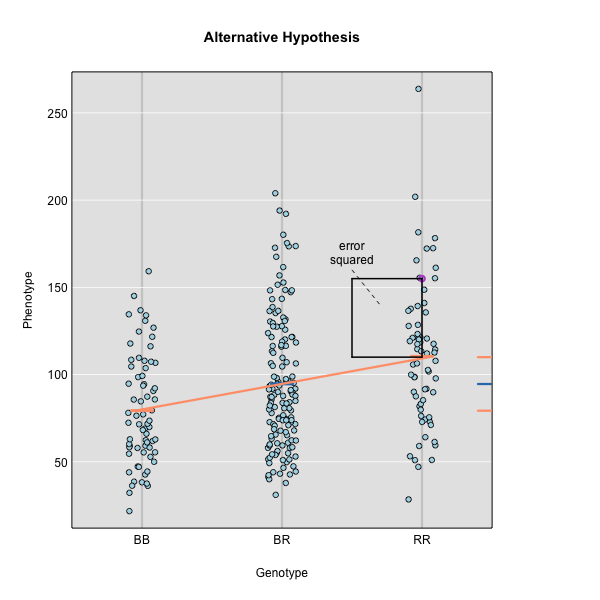 Alternative Hypothesis
250
200
150
100
50
Phenotype
error
squared
BB
BR
RR
Genotype